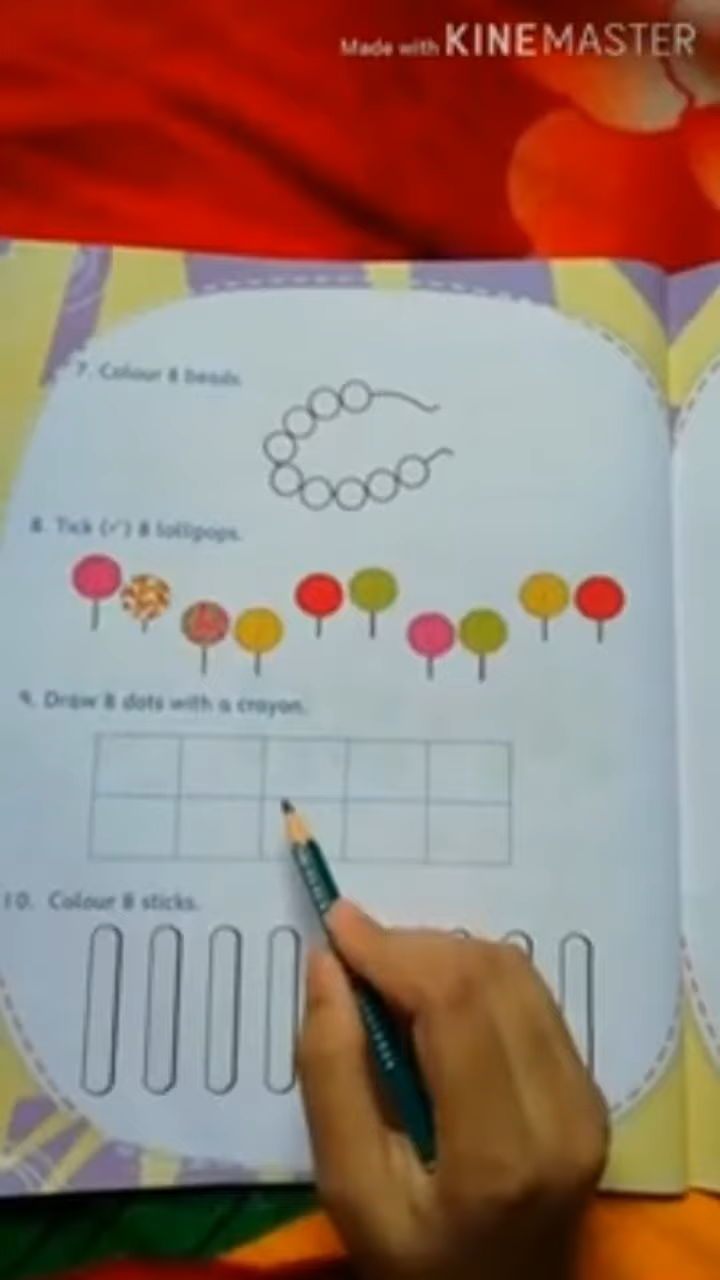 Made with KINEMASTER
7. Colour 8 beads.
8. Tick (✓) 8 lollipops.
9. Draw 8 dots with a crayon.
10. Colour 8 sticks.